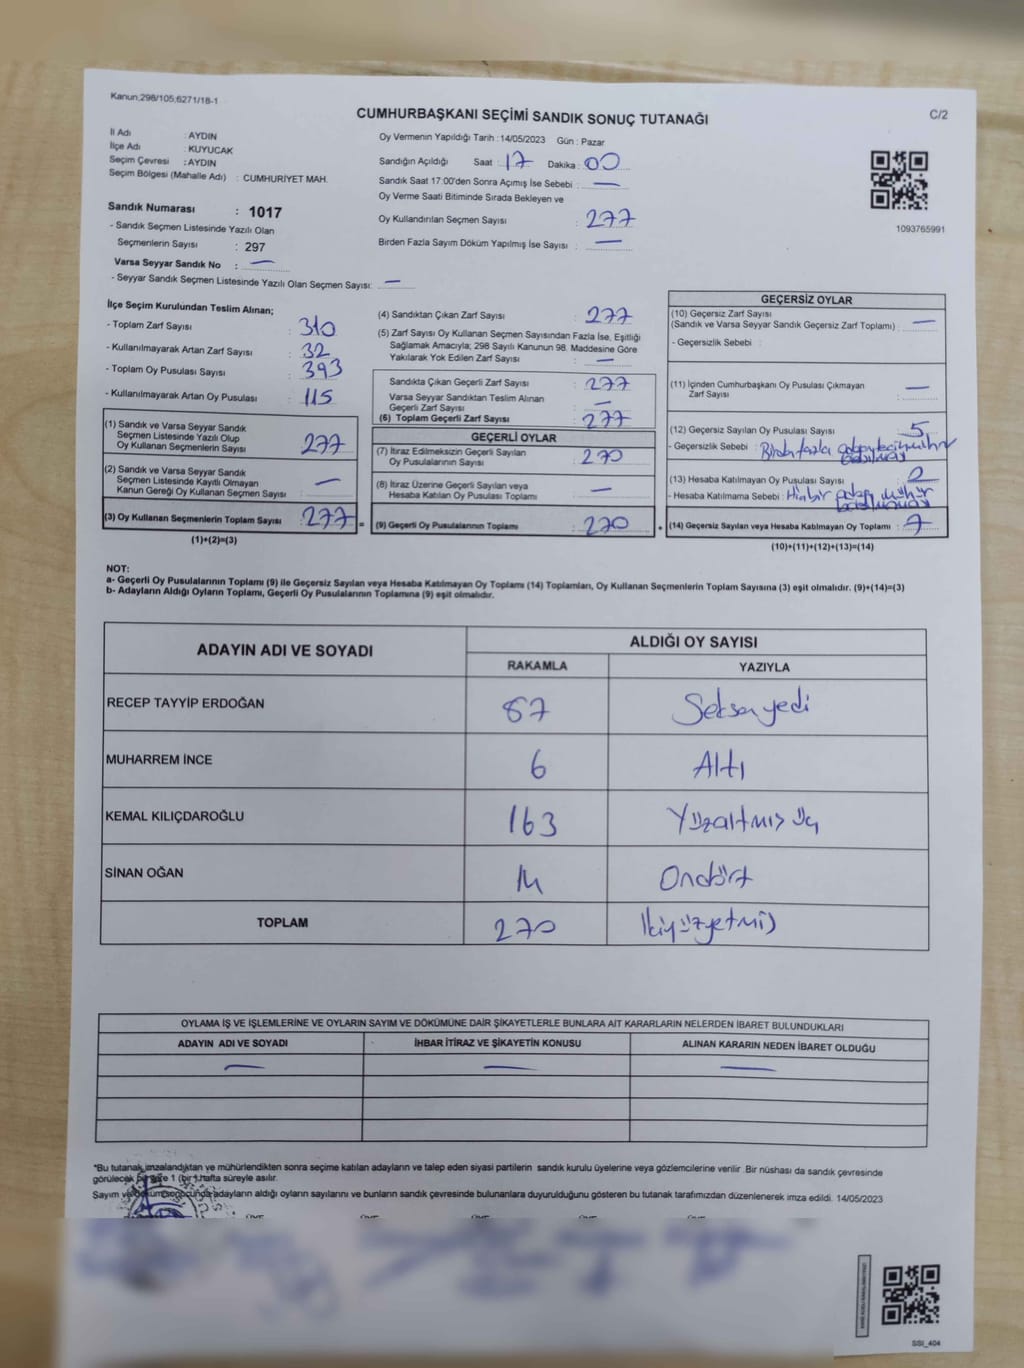 Kanun:298/105,6271/18-1
CUMHURBAŞKANI SEÇİMİ SANDIK SONUÇ TUTANAĞI
C/2
İl Adı : AYDIN
İlçe Adı : KUYUCAK
Seçim Çevresi : AYDIN
Seçim Bölgesi (Mahalle Adı) : CUMHURİYET MAH.
Oy Vermenin Yapıldığı Tarih : 14/05/2023 Gün : Pazar
Sandığın Açıldığı Saat : 17 Dakika : 00
Sandık Saat 17:00'den Sonra Açımış İse Sebebi : —
Oy Verme Saati Bitiminde Sırada Bekleyen ve
Oy Kullandırılan Seçmen Sayısı : 277
Birden Fazla Sayım Döküm Yapılmış İse Sayısı : —
1093765991
Sandık Numarası : 1017
- Sandık Seçmen Listesinde Yazılı Olan
Seçmenlerin Sayısı : 297
Varsa Seyyar Sandık No : —
- Seyyar Sandık Seçmen Listesinde Yazılı Olan Seçmen Sayısı: —
İlçe Seçim Kurulundan Teslim Alınan;
- Toplam Zarf Sayısı : 310
- Kullanılmayarak Artan Zarf Sayısı : 32
- Toplam Oy Pusulası Sayısı : 393
- Kullanılmayarak Artan Oy Pusulası : 115
(1) Sandık ve Varsa Seyyar Sandık
Seçmen Listesinde Yazılı Olup
Oy Kullanan Seçmenlerin Sayısı : 277
(2) Sandık ve Varsa Seyyar Sandık
Seçmen Listesinde Kayıtlı Olmayan
Kanun Gereği Oy Kullanan Seçmen Sayısı : —
(3) Oy Kullanan Seçmenlerin Toplam Sayısı : 277 =
(1)+(2)=(3)
(4) Sandıktan Çıkan Zarf Sayısı : 277
(5) Zarf Sayısı Oy Kullanan Seçmen Sayısından Fazla İse, Eşitliği
Sağlamak Amacıyla; 298 Sayılı Kanunun 98. Maddesine Göre
Yakılarak Yok Edilen Zarf Sayısı : —
Sandıkta Çıkan Geçerli Zarf Sayısı : 277
Varsa Seyyar Sandıktan Teslim Alınan
Geçerli Zarf Sayısı : —
(6) Toplam Geçerli Zarf Sayısı : 277
GEÇERLİ OYLAR
(7) İtiraz Edilmeksizin Geçerli Sayılan
Oy Pusulalarının Sayısı : 270
(8) İtiraz Üzerine Geçerli Sayılan veya
Hesaba Katılan Oy Pusulası Toplamı : —
(9) Geçerli Oy Pusulalarının Toplamı : 270 +
GEÇERSİZ OYLAR
(10) Geçersiz Zarf Sayısı
(Sandık ve Varsa Seyyar Sandık Geçersiz Zarf Toplamı) : —
- Geçersizlik Sebebi :
(11) İçinden Cumhurbaşkanı Oy Pusulası Çıkmayan
Zarf Sayısı : —
(12) Geçersiz Sayılan Oy Pusulası Sayısı : 5
- Geçersizlik Sebebi : Birden fazla
(13) Hesaba Katılmayan Oy Pusulası Sayısı : 2
- Hesaba Katılmama Sebebi : Hiçbir aday mühür
(14) Geçersiz Sayılan veya Hesaba Katılmayan Oy Toplamı : 7
(10)+(11)+(12)+(13)=(14)
NOT:
a- Geçerli Oy Pusulalarının Toplamı (9) ile Geçersiz Sayılan veya Hesaba Katılmayan Oy Toplamı (14) Toplamları, Oy Kullanan Seçmenlerin Toplam Sayısına (3) eşit olmalıdır. (9)+(14)=(3)
b- Adayların Aldığı Oyların Toplamı, Geçerli Oy Pusulalarının Toplamına (9) eşit olmalıdır.
ADAYIN ADI VE SOYADI ALDIĞI OY SAYISI
RAKAMLA YAZIYLA
RECEP TAYYİP ERDOĞAN 87 Seksenyedi
MUHARREM İNCE 6 Altı
KEMAL KILIÇDAROĞLU 163 Yüzaltmış üç
SİNAN OĞAN 14 Ondört
TOPLAM 270 İkiyüzyetmiş
OYLAMA İŞ VE İŞLEMLERİNE VE OYLARIN SAYIM VE DÖKÜMÜNE DAİR ŞİKAYETLERLE BUNLARA AİT KARARLARIN NELERDEN İBARET BULUNDUKLARI
ADAYIN ADI VE SOYADI İHBAR İTİRAZ VE ŞİKAYETİN KONUSU ALINAN KARARIN NEDEN İBARET OLDUĞU
— — —
*Bu tutanak imzalandıktan ve mühürlendikten sonra seçime katılan adayların ve talep eden siyasi partilerin sandık kurulu üyelerine veya gözlemcilerine verilir. Bir nüshası da sandık çevresinde
görülecek bir yere 1 (bir) hafta süreyle asılır.
Sayım ve döküm sonucunda adayların aldığı oyların sayılarını ve bunların sandık çevresinde bulunanlara duyurulduğunu gösteren bu tutanak tarafımızdan düzenlenerek imza edildi. 14/05/2023
SSİ_404